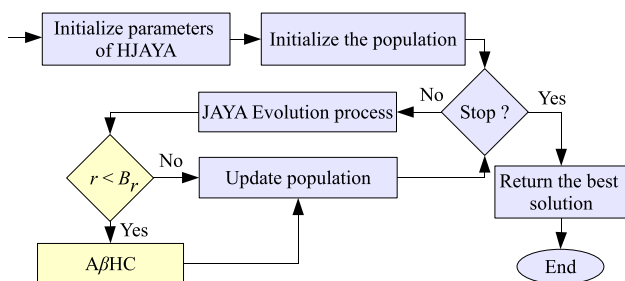 Initialize parameters
of HJAYA
Initialize the population
Stop ?
No
Yes
JAYA Evolution process
r < Br
No
Yes
Update population
AβHC
Return the best
solution
End